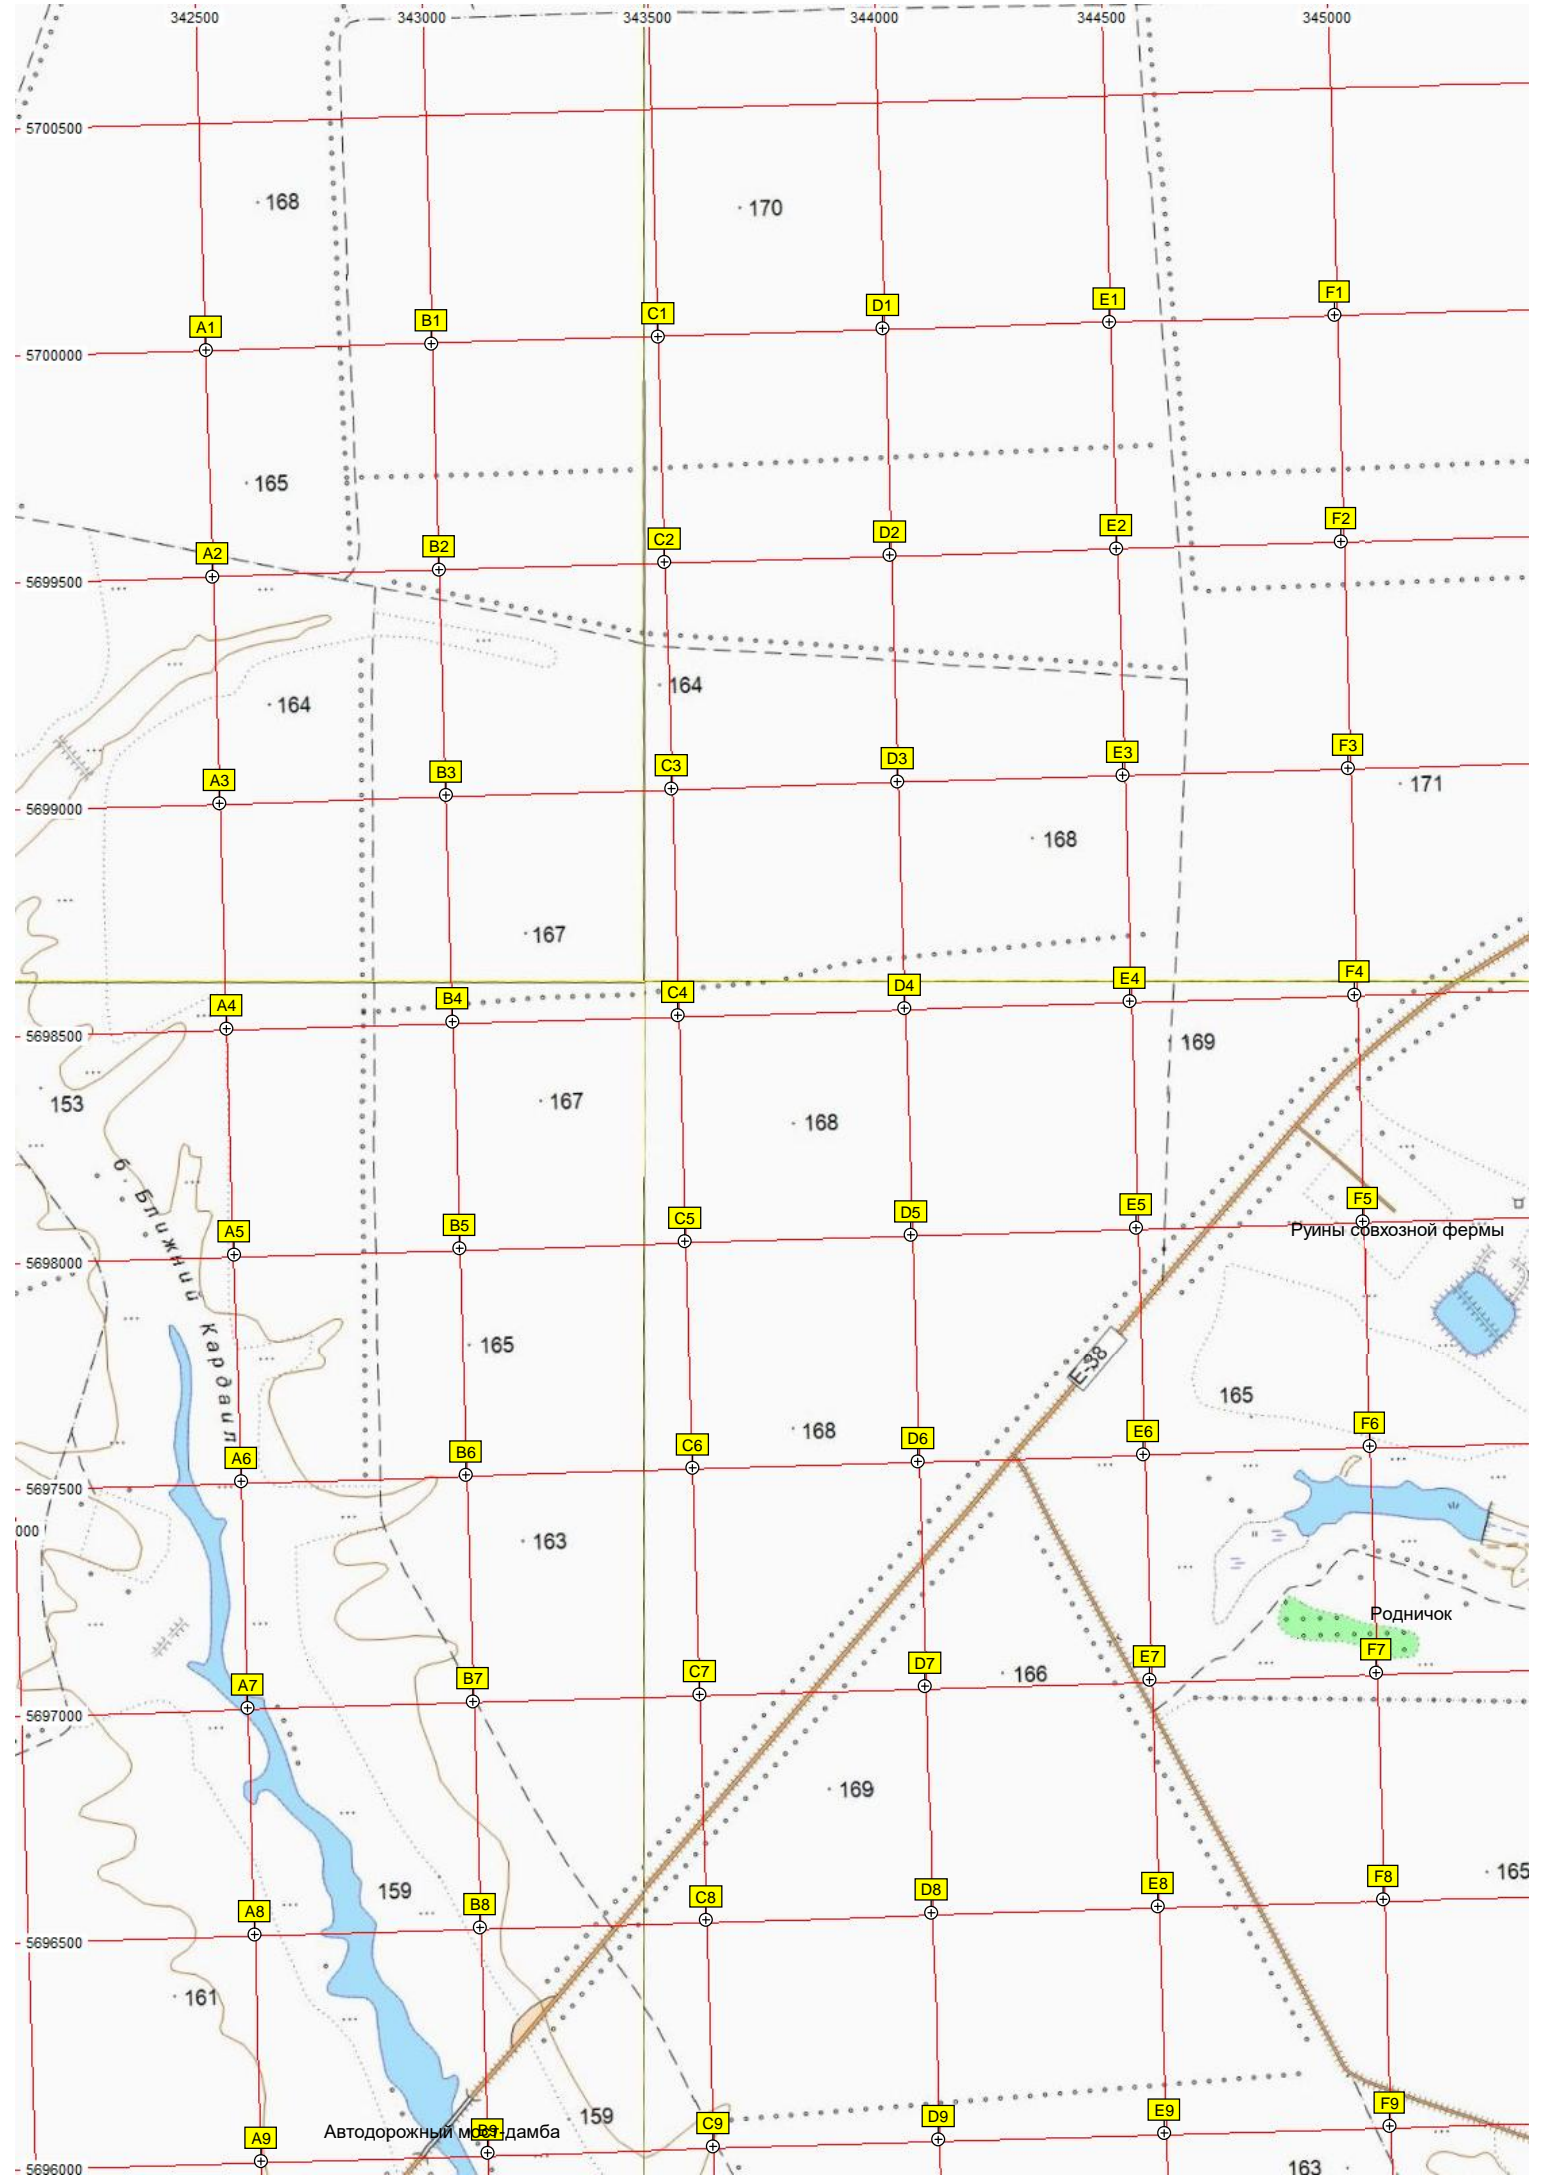 342500 343000 343500 344000 344500 345000
5700500
168 170
A1 B1 C1 D1 E1 F1
5700000
165
A2 B2 C2 D2 E2 F2
5699500
164 164
A3 B3 C3 D3 E3 F3
5699000
171
168
167
A4 B4 C4 D4 E4 F4
5698500
169
153
167
168
б. Ближний Кардаил
A5 B5 C5 D5 E5 F5
Руины совхозной фермы
5698000
165
E-38
165
168
A6 B6 C6 D6 E6 F6
5697500
000
163
Родничок
A7 B7 C7 D7 E7 F7
166
5697000
169
165
159
A8 B8 C8 D8 E8 F8
5696500
161
159
Автодорожный мост-дамба
A9 B9 C9 D9 E9 F9
163
5696000